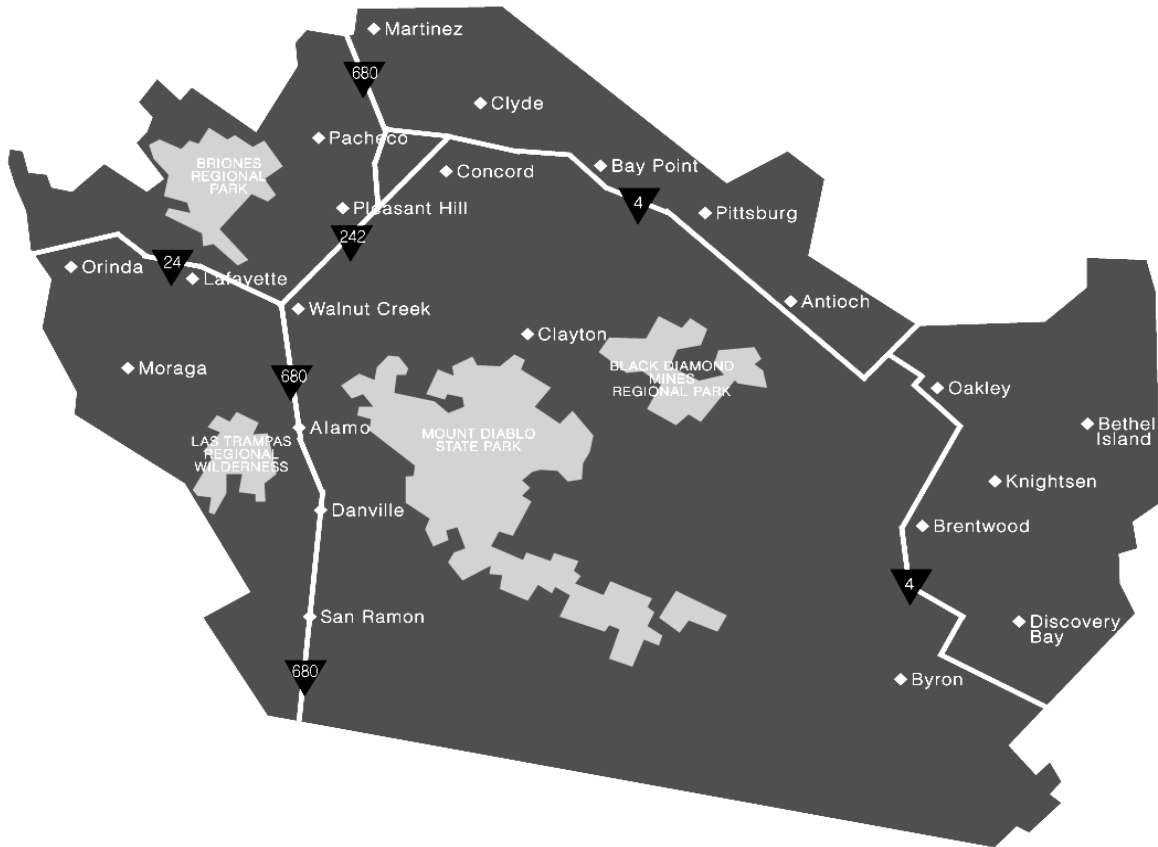 Martinez
680
Clyde
Pacheco
BRIONES
REGIONAL
PARK
Concord
Bay Point
4
Pleasant Hill
Pittsburg
242
24
Orinda
Lafayette
Walnut Creek
Antioch
Clayton
Moraga
680
BLACK DIAMOND
MINES
REGIONAL PARK
Oakley
Alamo
Bethel
Island
LAS TRAMPAS
REGIONAL
WILDERNESS
MOUNT DIABLO
STATE PARK
Knightsen
Danville
Brentwood
4
San Ramon
Discovery
Bay
680
Byron